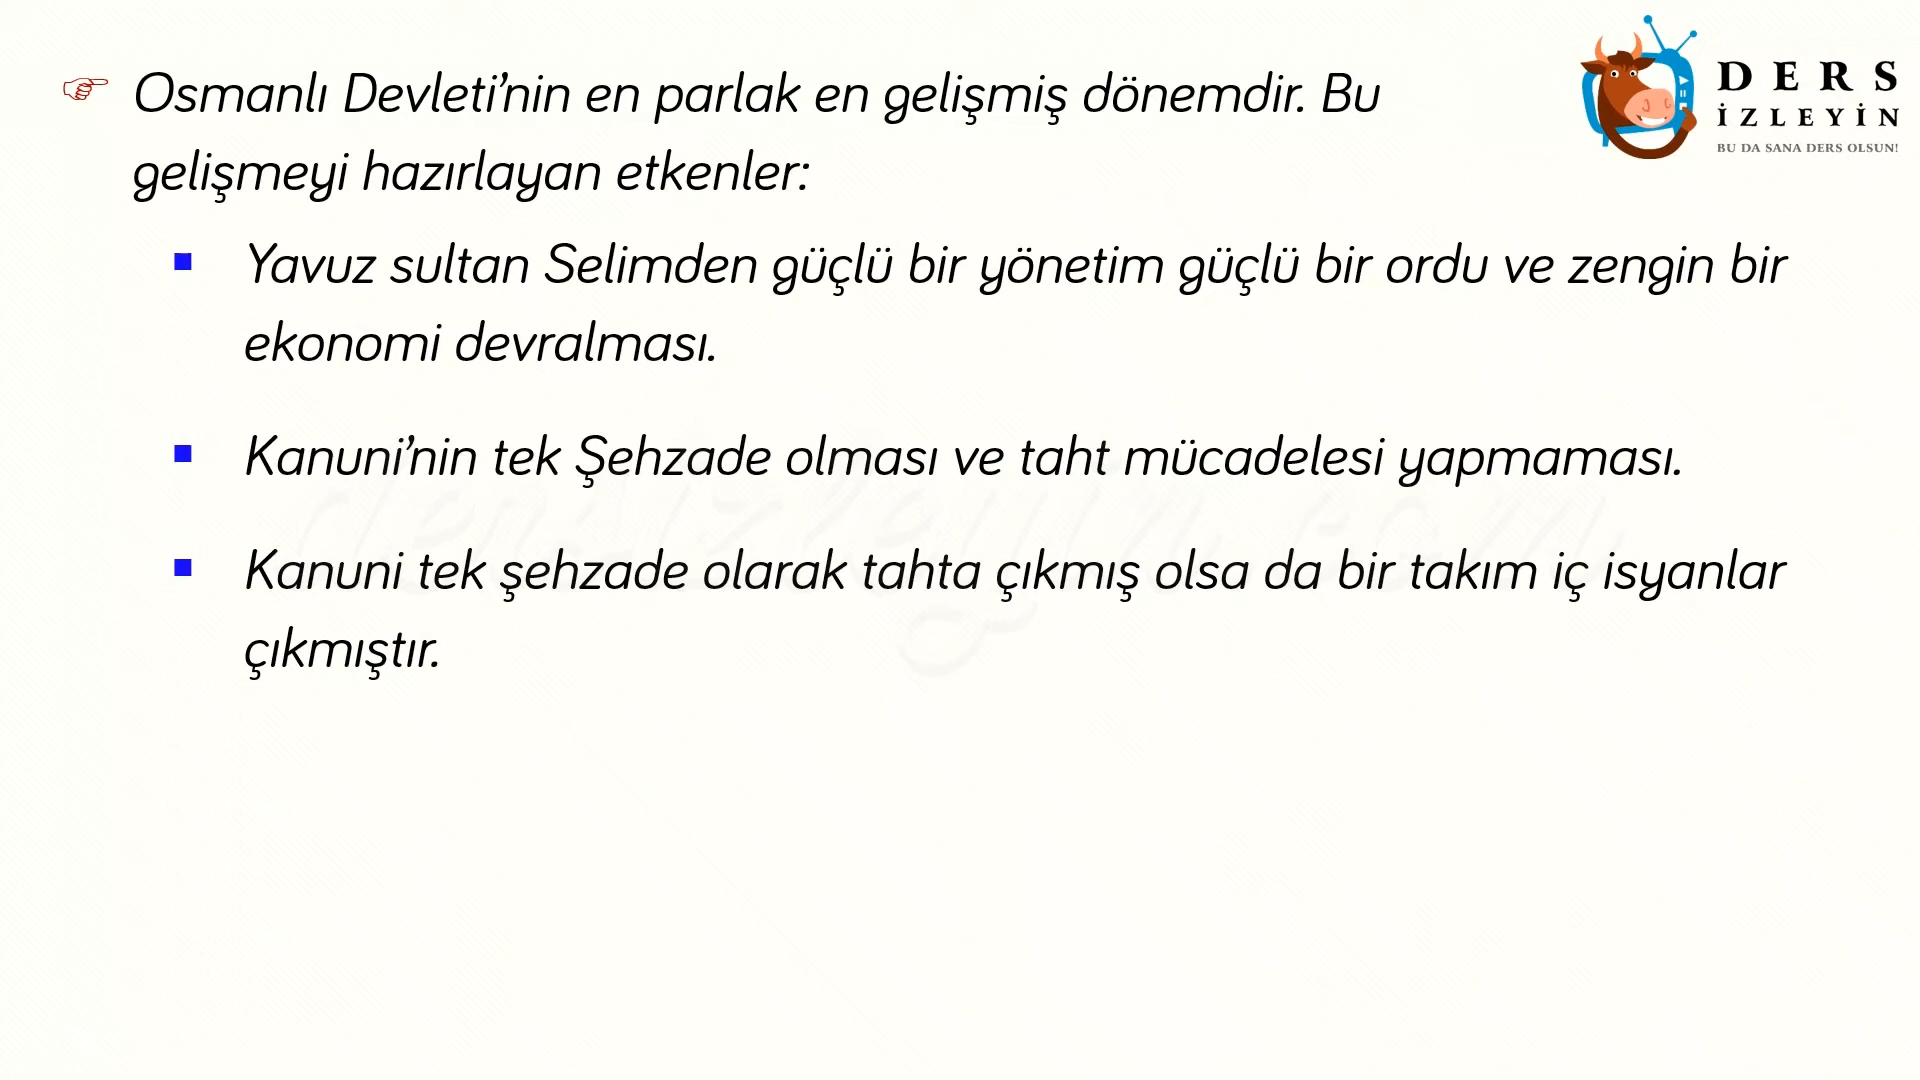 Osmanlı Devleti’nin en parlak en gelişmiş dönemdir. Bu
gelişmeyi hazırlayan etkenler:
Yavuz sultan Selimden güçlü bir yönetim güçlü bir ordu ve zengin bir
ekonomi devralması.
Kanuni’nin tek Şehzade olması ve taht mücadelesi yapmaması.
Kanuni tek şehzade olarak tahta çıkmış olsa da bir takım iç isyanlar
çıkmıştır.
DERS
İZLEYİN
BU DA SANA DERS OLSUN!
dersizleyin.com